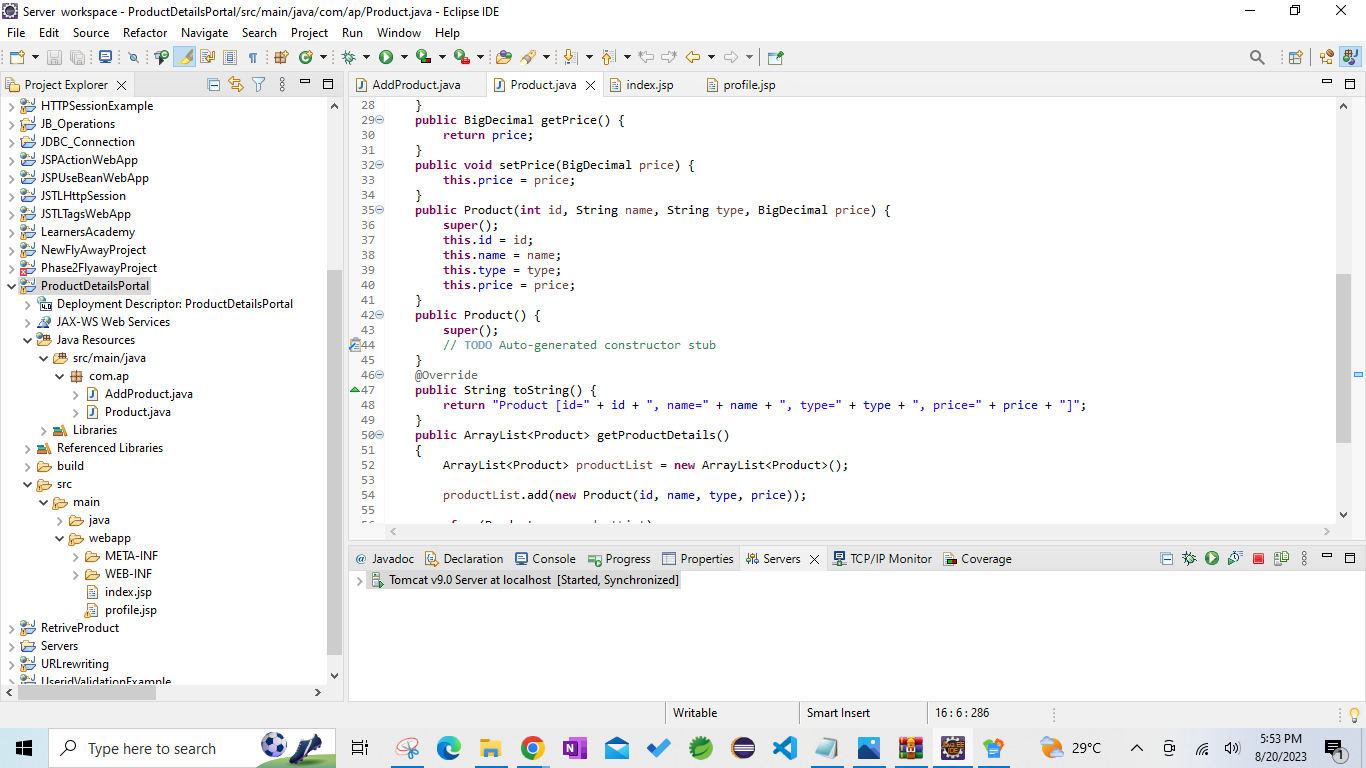 Server workspace - ProductDetailsPortal/src/main/java/com/ap/Product.java - Eclipse IDE
File Edit Source Refactor Navigate Search Project Run Window Help
Project Explorer
HTTPSessionExample
JB_Operations
JDBC_Connection
JSPActionWebApp
JSPUseBeanWebApp
JSTLHttpSession
JSTLTagsWebApp
LearnersAcademy
NewFlyAwayProject
Phase2FlyawayProject
ProductDetailsPortal
Deployment Descriptor: ProductDetailsPortal
JAX-WS Web Services
Java Resources
src/main/java
com.ap
AddProduct.java
Product.java
Libraries
Referenced Libraries
build
src
main
java
webapp
META-INF
WEB-INF
index.jsp
profile.jsp
RetriveProduct
Servers
URLrewriting
UseridValidationExample
AddProduct.java Product.java index.jsp profile.jsp
28 }
29 public BigDecimal getPrice() {
30 return price;
31 }
32 public void setPrice(BigDecimal price) {
33 this.price = price;
34 }
35 public Product(int id, String name, String type, BigDecimal price) {
36 super();
37 this.id = id;
38 this.name = name;
39 this.type = type;
40 this.price = price;
41 }
42 public Product() {
43 super();
44 // TODO Auto-generated constructor stub
45 }
46 @Override
47 public String toString() {
48 return "Product [id=" + id + ", name=" + name + ", type=" + type + ", price=" + price + "]";
49 }
50 public ArrayList<Product> getProductDetails()
51 {
52 ArrayList<Product> productList = new ArrayList<Product>();
53
54 productList.add(new Product(id, name, type, price));
55
Javadoc Declaration Console Progress Properties Servers TCP/IP Monitor Coverage
Tomcat v9.0 Server at localhost [Started, Synchronized]
Writable Smart Insert 16 : 6 : 286
Type here to search
29°C
5:53 PM
8/20/2023
1